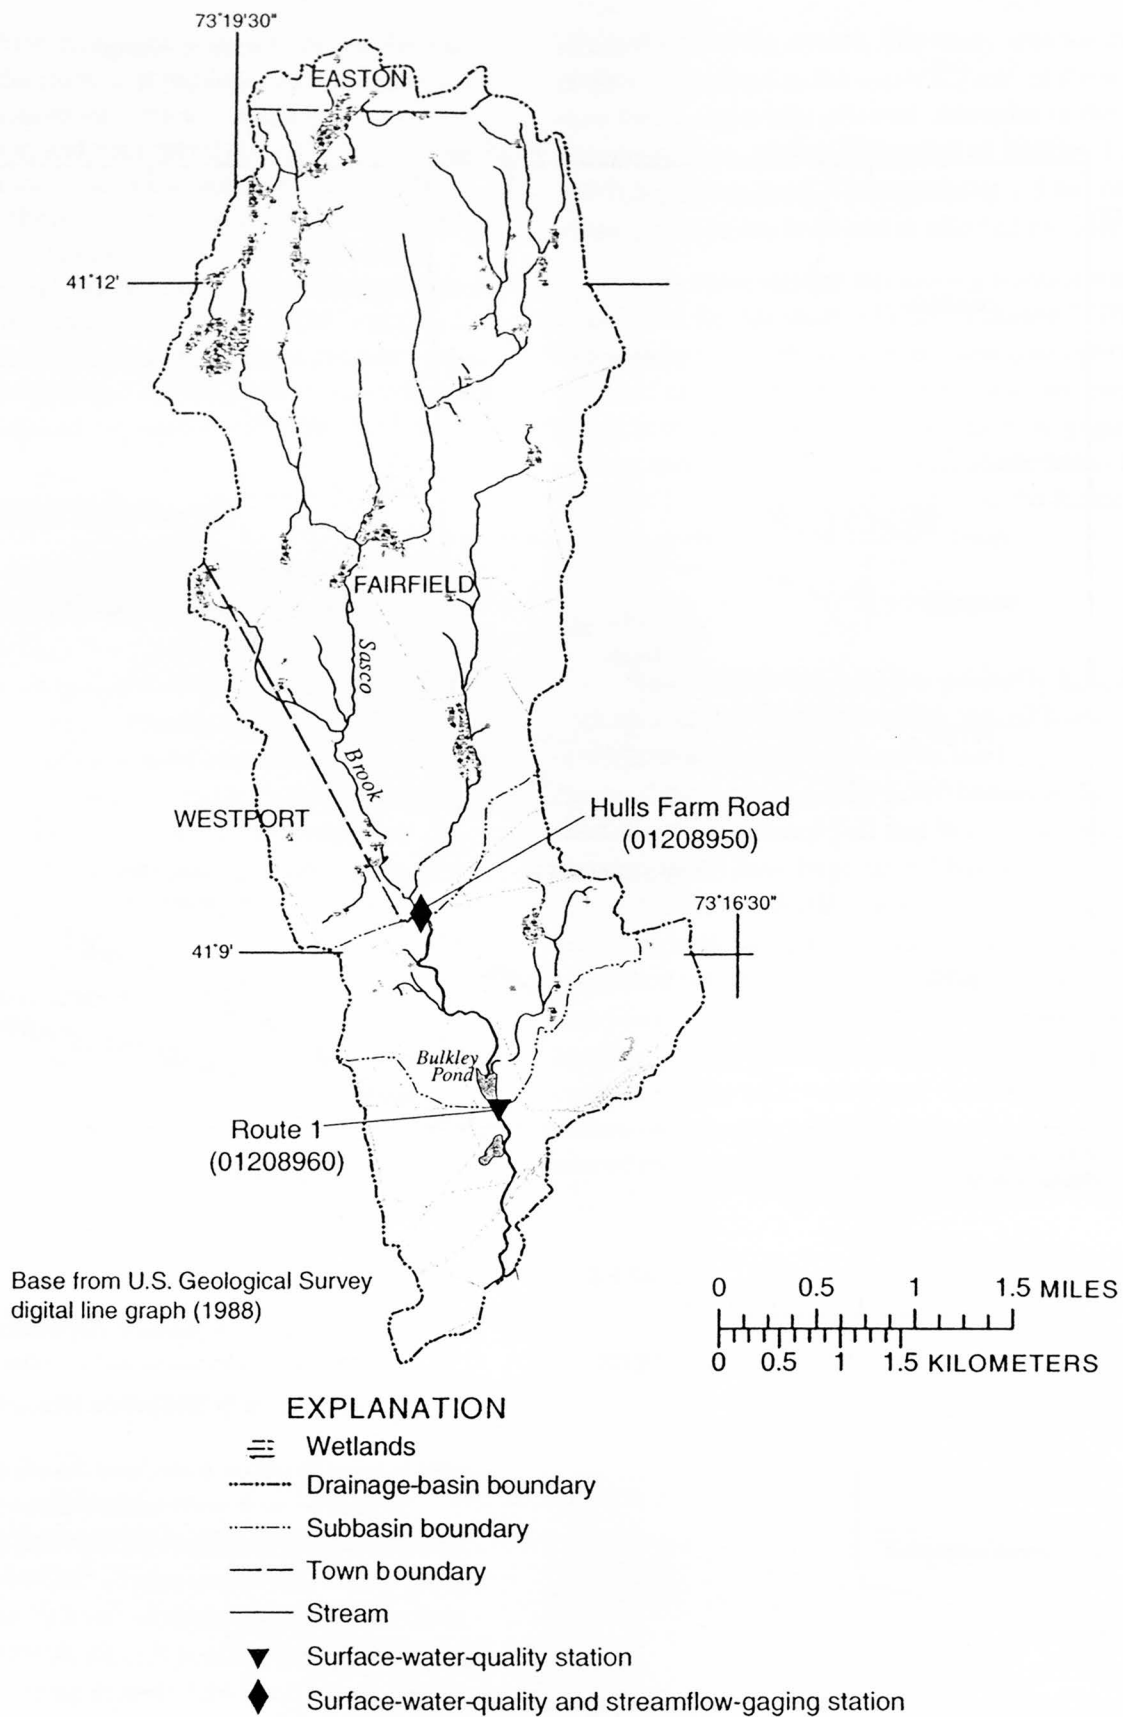 73°19'30"
EASTON
41°12'
FAIRFIELD
Sasco
Brook
WESTPORT
Hulls Farm Road
(01208950)
73°16'30"
41°9'
Bulkley
Pond
Route 1
(01208960)
Base from U.S. Geological Survey
digital line graph (1988)
0 0.5 1 1.5 MILES
0 0.5 1 1.5 KILOMETERS
EXPLANATION
Wetlands
Drainage-basin boundary
Subbasin boundary
Town boundary
Stream
Surface-water-quality station
Surface-water-quality and streamflow-gaging station